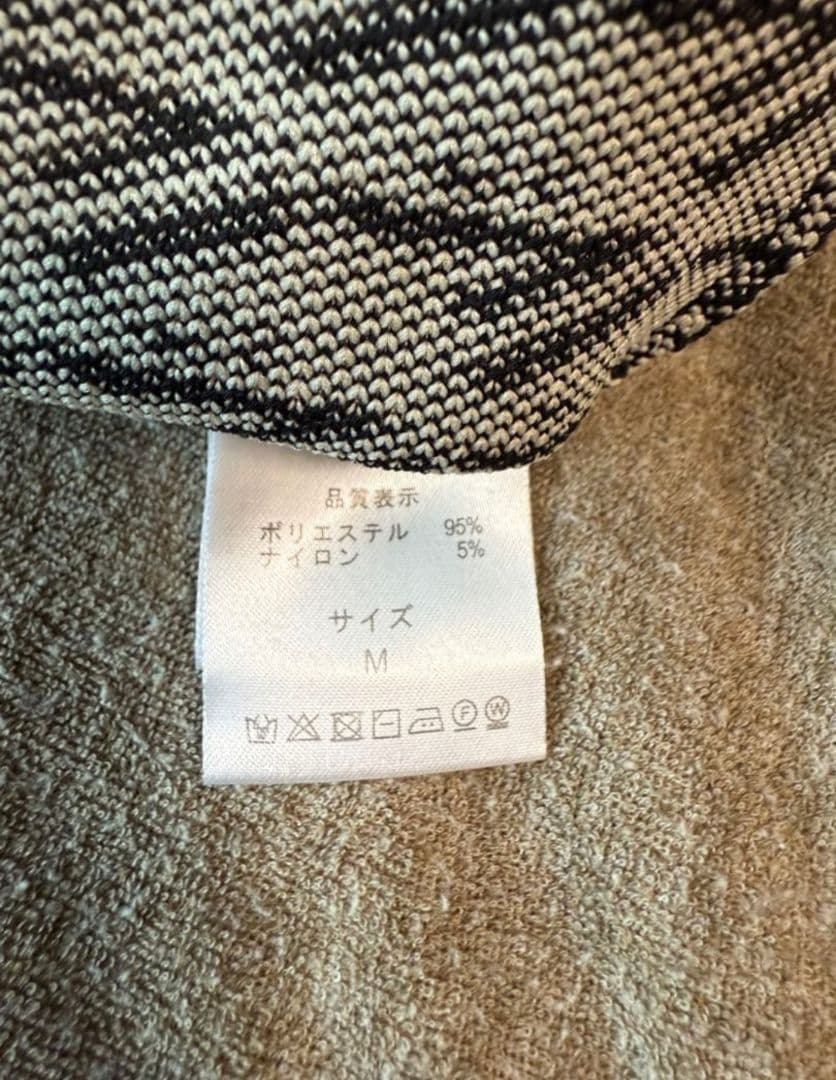 品質表示
ポリエステル 95%
ナイロン 5%
サイズ
M
F W